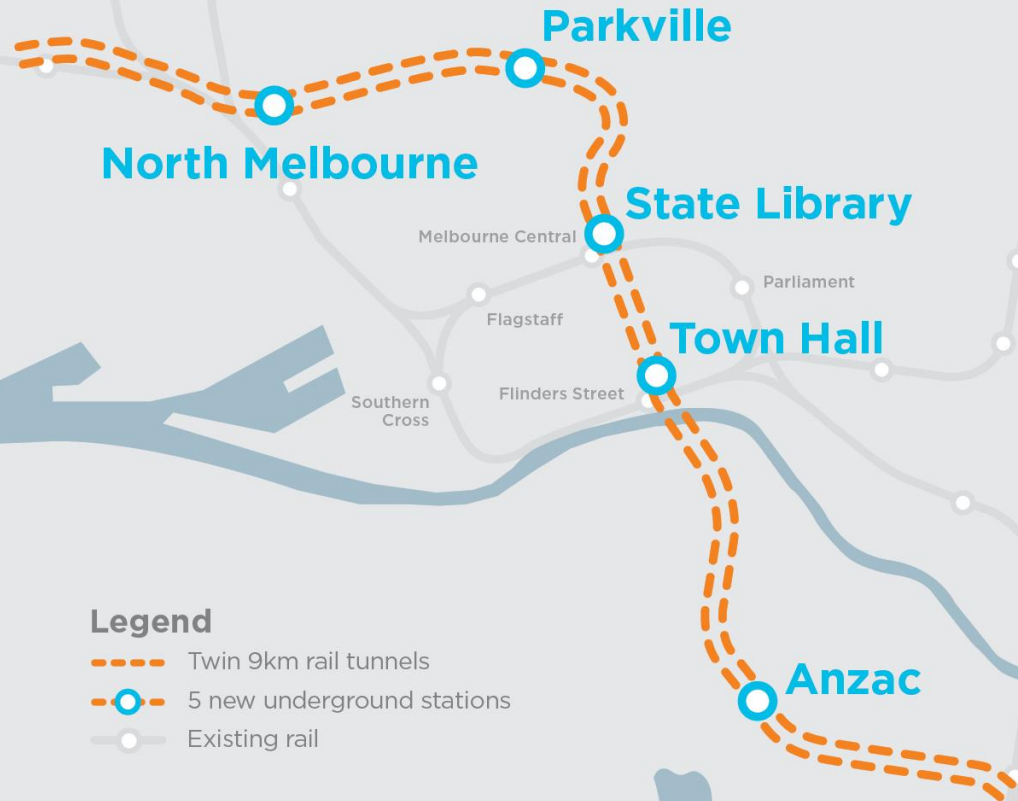 Parkville
North Melbourne
State Library
Melbourne Central
Parliament
Flagstaff
Town Hall
Flinders Street
Southern
Cross
Legend
Twin 9km rail tunnels
5 new underground stations
Existing rail
Anzac